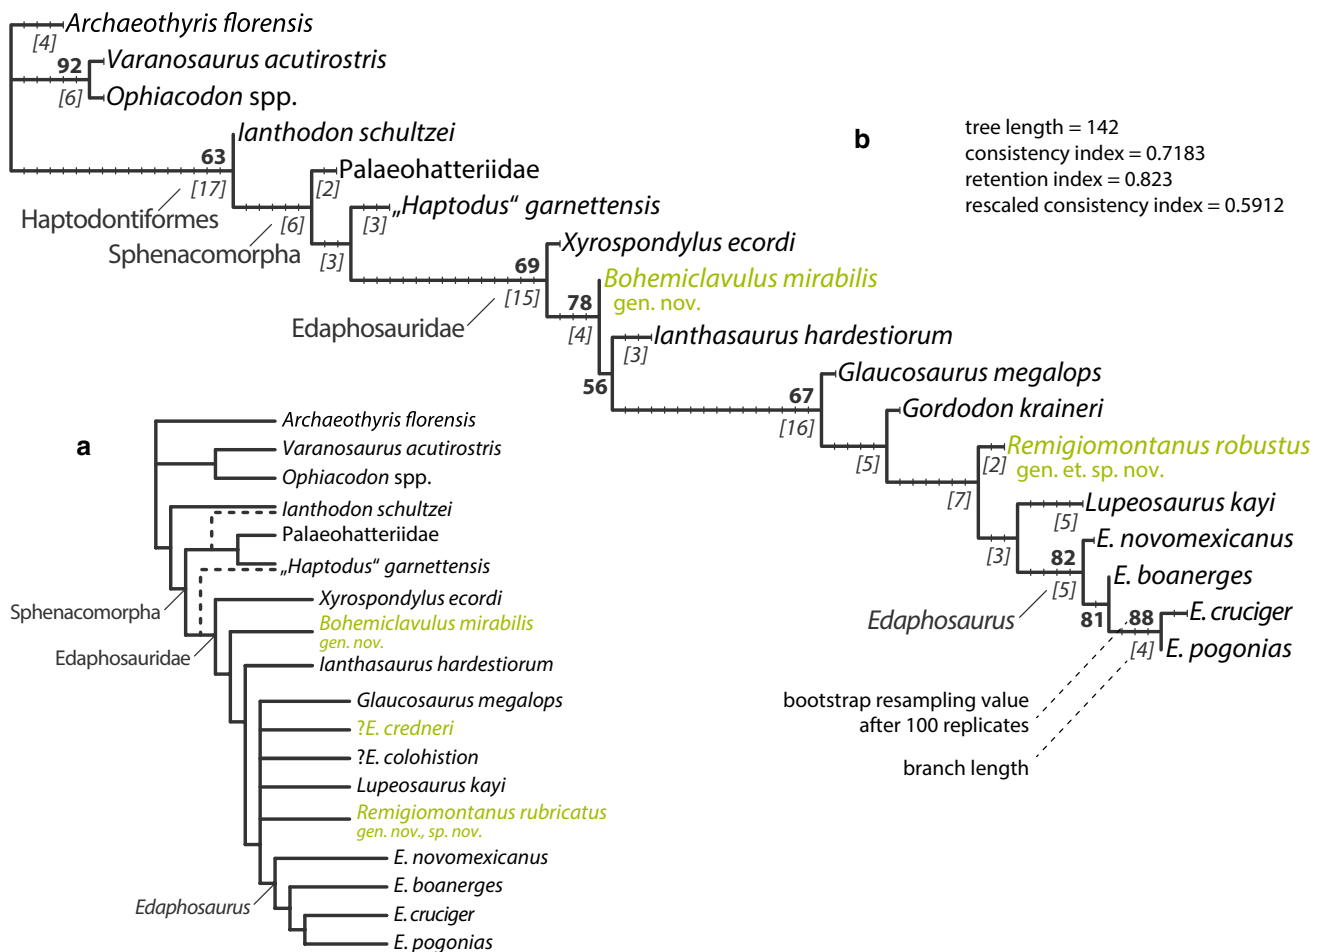 Archaeothyris florensis
[4]
92
Varanosaurus acutirostris
[6]
Ophiacodon spp.
Ianthodon schultzei
63
[17]
Haptodontiformes
Palaeohatteriidae
[2]
[6]
Sphenacomorpha
„Haptodus“ garnettensis
[3]
[3]
Xyrospondylus ecordi
69
[15]
Edaphosauridae
Bohemiclavulus mirabilis
gen. nov.
78
[4]
Ianthasaurus hardestiorum
[3]
56
Glaucosaurus megalops
67
[16]
Gordodon kraineri
[5]
Remigiomontanus robustus
gen. et. sp. nov.
[2]
[7]
Lupeosaurus kayi
[5]
[3]
E. novomexicanus
82
[5]
Edaphosaurus
E. boanerges
81
88
[4]
E. cruciger
E. pogonias
bootstrap resampling value
after 100 replicates
branch length
b
tree length = 142
consistency index = 0.7183
retention index = 0.823
rescaled consistency index = 0.5912
a
Archaeothyris florensis
Varanosaurus acutirostris
Ophiacodon spp.
Ianthodon schultzei
Palaeohatteriidae
„Haptodus“ garnettensis
Sphenacomorpha
Xyrospondylus ecordi
Bohemiclavulus mirabilis
gen. nov.
Edaphosauridae
Ianthasaurus hardestiorum
Glaucosaurus megalops
?E. credneri
?E. colohistion
Lupeosaurus kayi
Remigiomontanus rubricatus
gen. nov., sp. nov.
E. novomexicanus
E. boanerges
Edaphosaurus
E. cruciger
E. pogonias